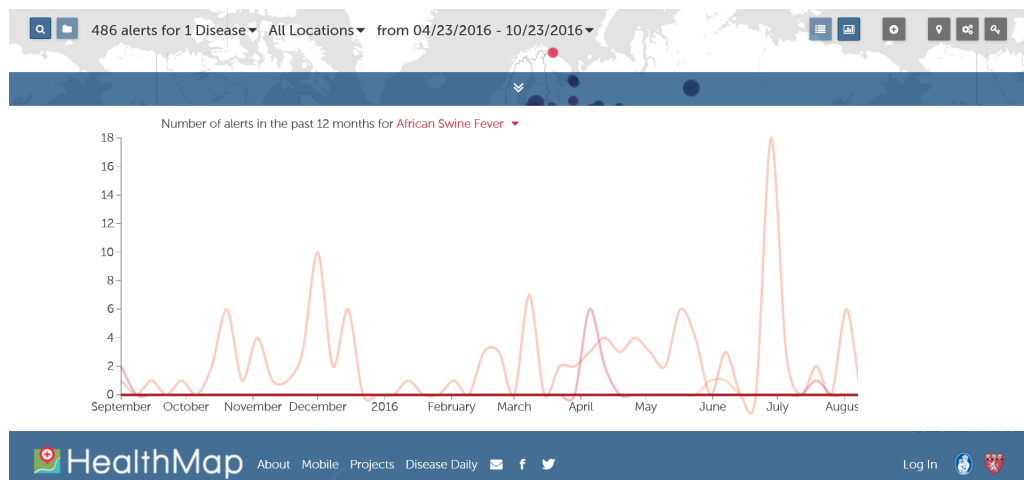 486 alerts for 1 Disease All Locations from 04/23/2016 - 10/23/2016
Number of alerts in the past 12 months for African Swine Fever
18
16
14
12
10
8
6
4
2
0
September October November December 2016 February March April May June July Augus
HealthMap About Mobile Projects Disease Daily Log In